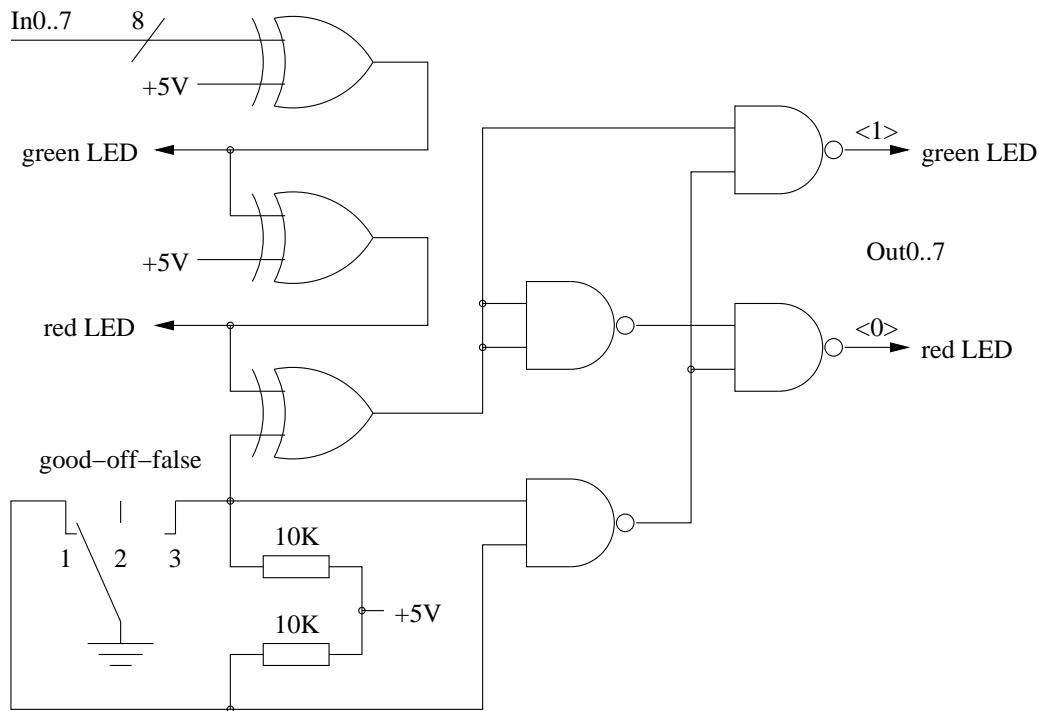 In0..7
8
+5V
green LED
+5V
red LED
good−off−false
1 2 3
10K
10K
+5V
<1>
green LED
Out0..7
<0>
red LED